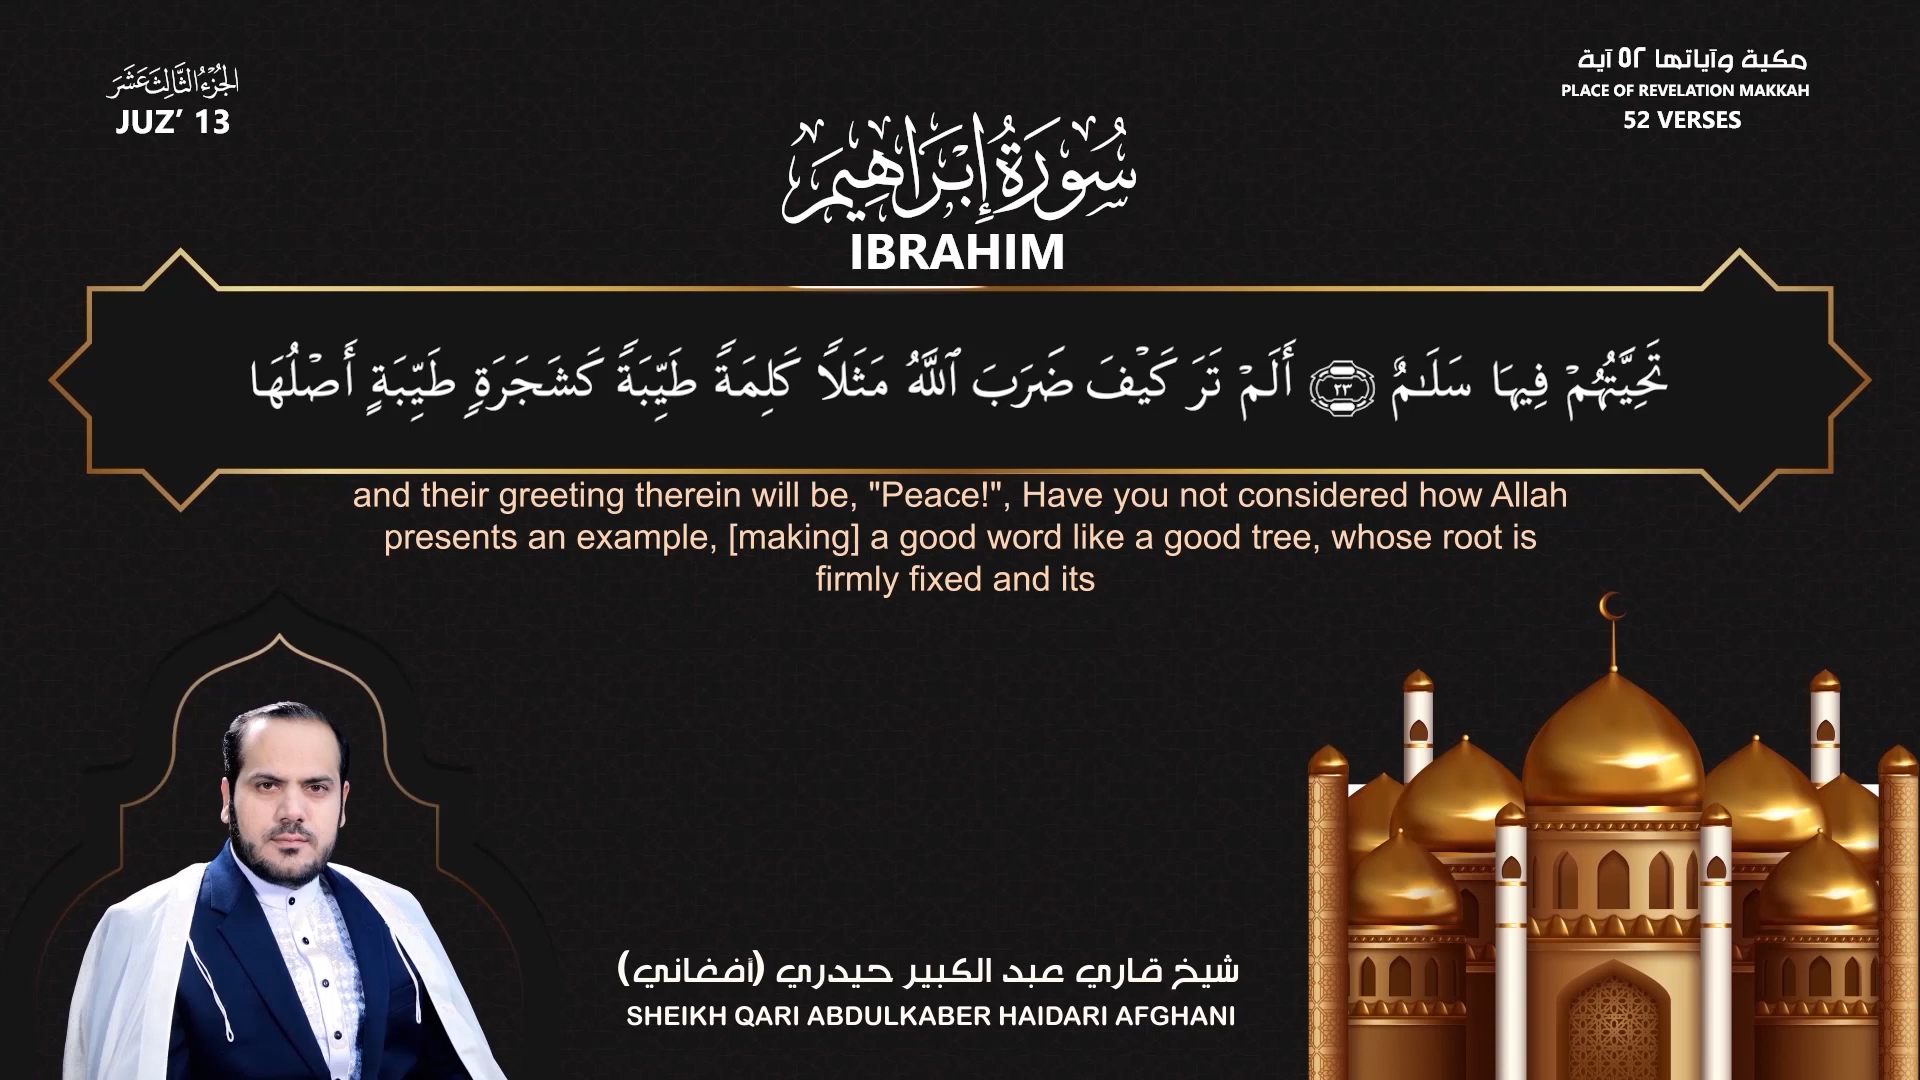 الجُزْءُ الثَّالِثَ عَشَرَ
JUZ’ 13
مكية وآياتها ٥٢ آية
PLACE OF REVELATION MAKKAH
52 VERSES
سُورَةُ إِبْرَاهِيمَ
IBRAHIM
تَحِيَّتُهُمْ فِيهَا سَلَـٰمٌ ٢٣ أَلَمْ تَرَ كَيْفَ ضَرَبَ ٱللَّهُ مَثَلًا كَلِمَةً طَيِّبَةً كَشَجَرَةٍ طَيِّبَةٍ أَصْلُهَا
and their greeting therein will be, "Peace!", Have you not considered how Allah
presents an example, [making] a good word like a good tree, whose root is
firmly fixed and its
شيخ قاري عبد الكبير حيدري (أفغاني)
SHEIKH QARI ABDULKABER HAIDARI AFGHANI